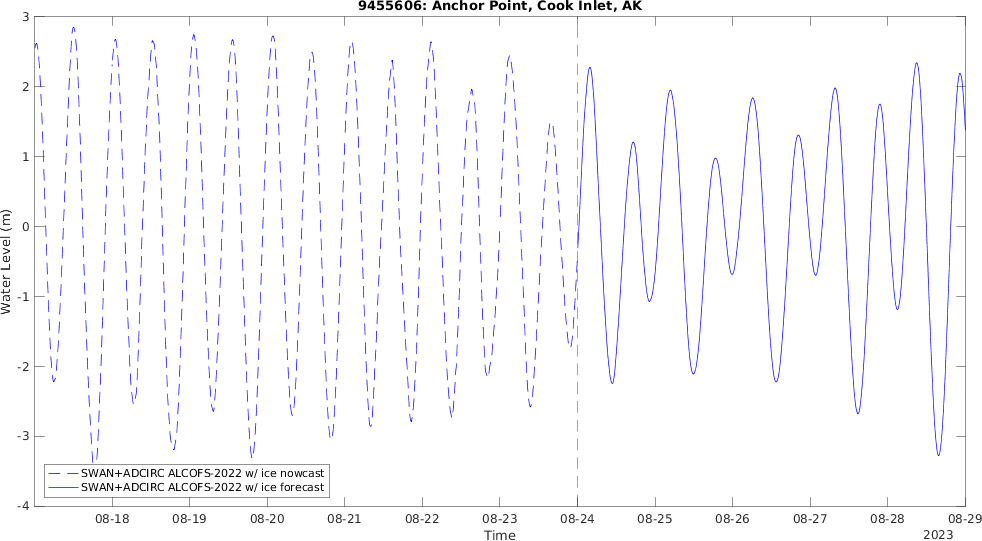 9455606: Anchor Point, Cook Inlet, AK
3
2
1
0
-1
-2
-3
-4
Water Level (m)
SWAN+ADCIRC ALCOFS-2022 w/ ice nowcast
SWAN+ADCIRC ALCOFS-2022 w/ ice forecast
08-18 08-19 08-20 08-21 08-22 08-23 08-24 08-25 08-26 08-27 08-28 08-29
Time
2023